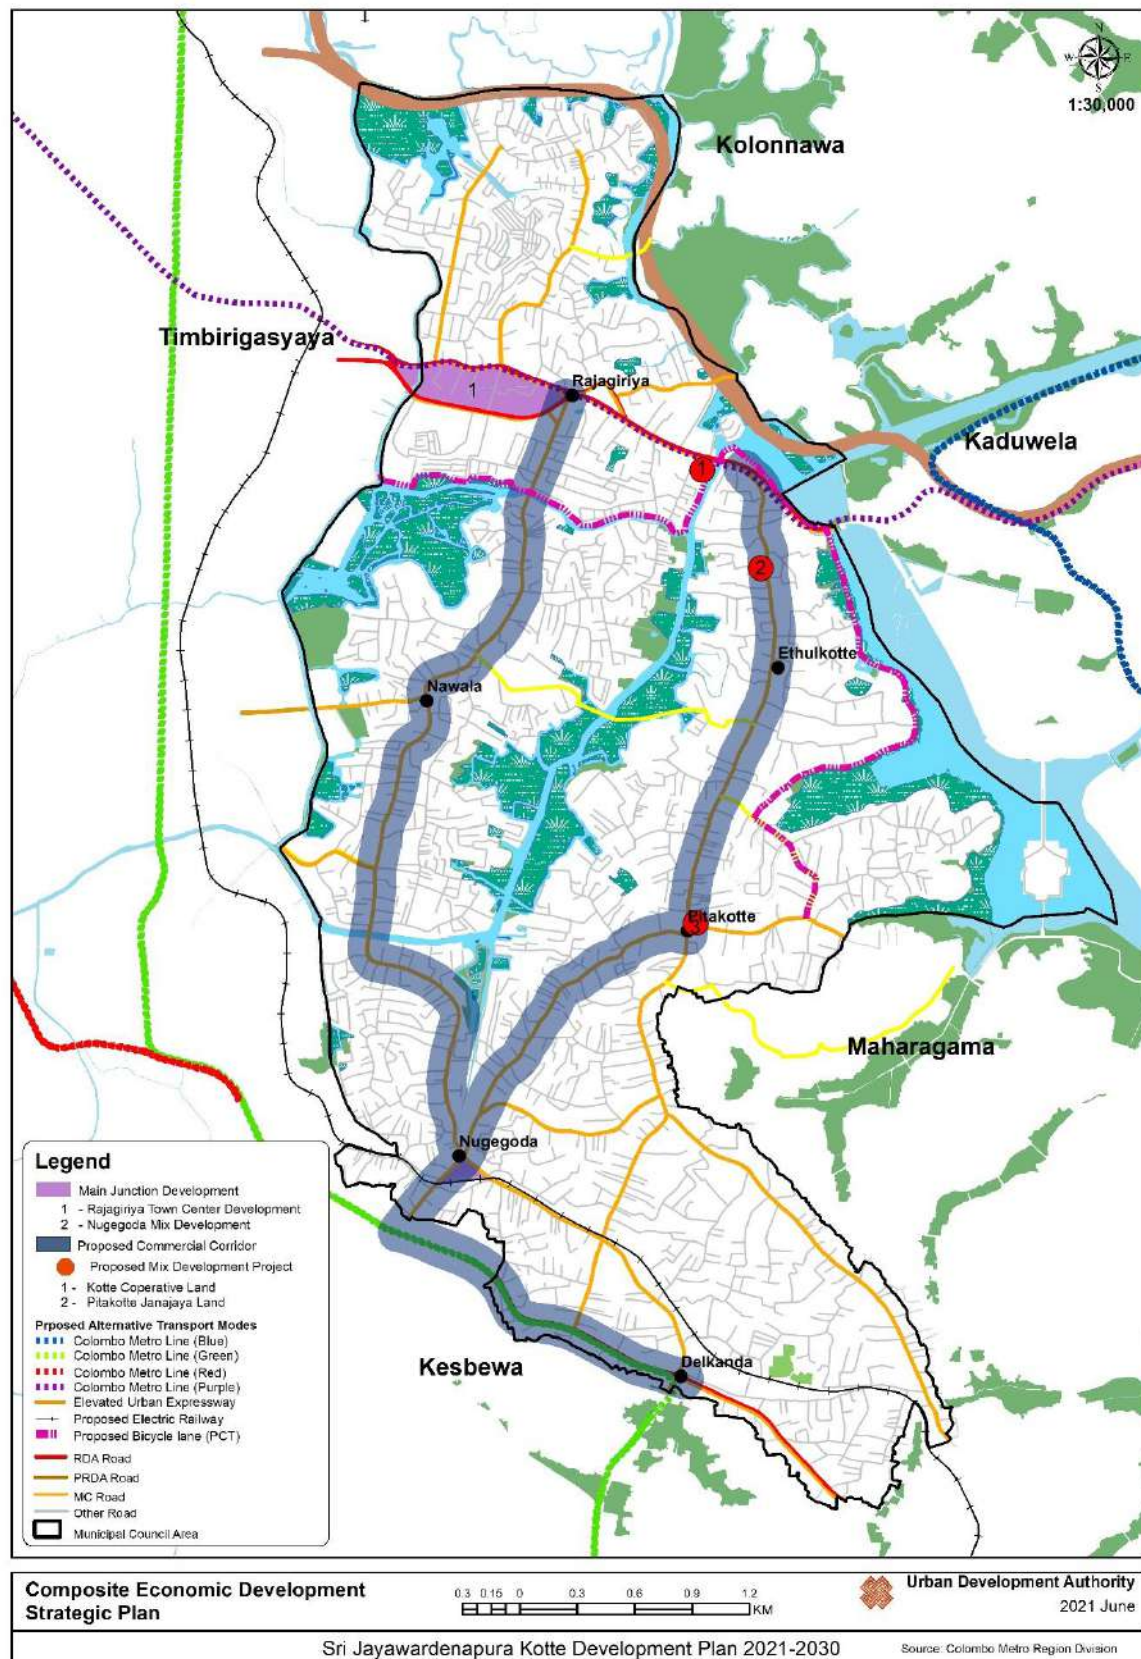 N
W E
S
1:30,000
Kolonnawa
Timbirigasyaya
Rajagiriya
1
Kaduwela
1
2
Ethulkotte
Nawala
Pitakotte
3
Maharagama
Nugegoda
Kesbewa
Delkanda
Legend
Main Junction Development
1 - Rajagiriya Town Center Development
2 - Nugegoda Mix Development
Proposed Commercial Corridor
Proposed Mix Development Project
1 - Kotte Coperative Land
2 - Pitakotte Janajaya Land
Prposed Alternative Transport Modes
Colombo Metro Line (Blue)
Colombo Metro Line (Green)
Colombo Metro Line (Red)
Colombo Metro Line (Purple)
Elevated Urban Expressway
Proposed Electric Railway
Proposed Bicycle lane (PCT)
RDA Road
PRDA Road
MC Road
Other Road
Municipal Council Area
Composite Economic Development
Strategic Plan
0.3 0.15 0 0.3 0.6 0.9 1.2
KM
Urban Development Authority
2021 June
Sri Jayawardenapura Kotte Development Plan 2021-2030
Source: Colombo Metro Region Division